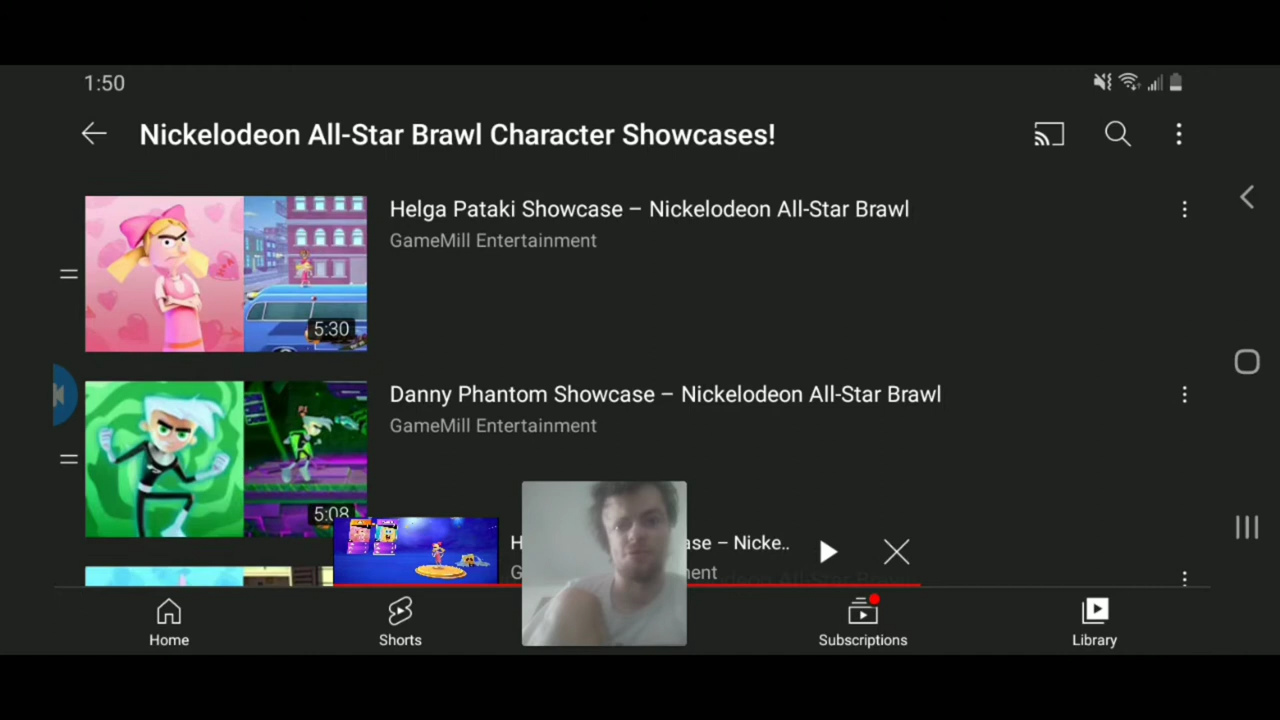 1:50
Nickelodeon All-Star Brawl Character Showcases!
Helga Pataki Showcase – Nickelodeon All-Star Brawl
GameMill Entertainment
5:30
Danny Phantom Showcase – Nickelodeon All-Star Brawl
GameMill Entertainment
5:08
H
ase – Nicke..
G
ent
Home
Shorts
Subscriptions
Library